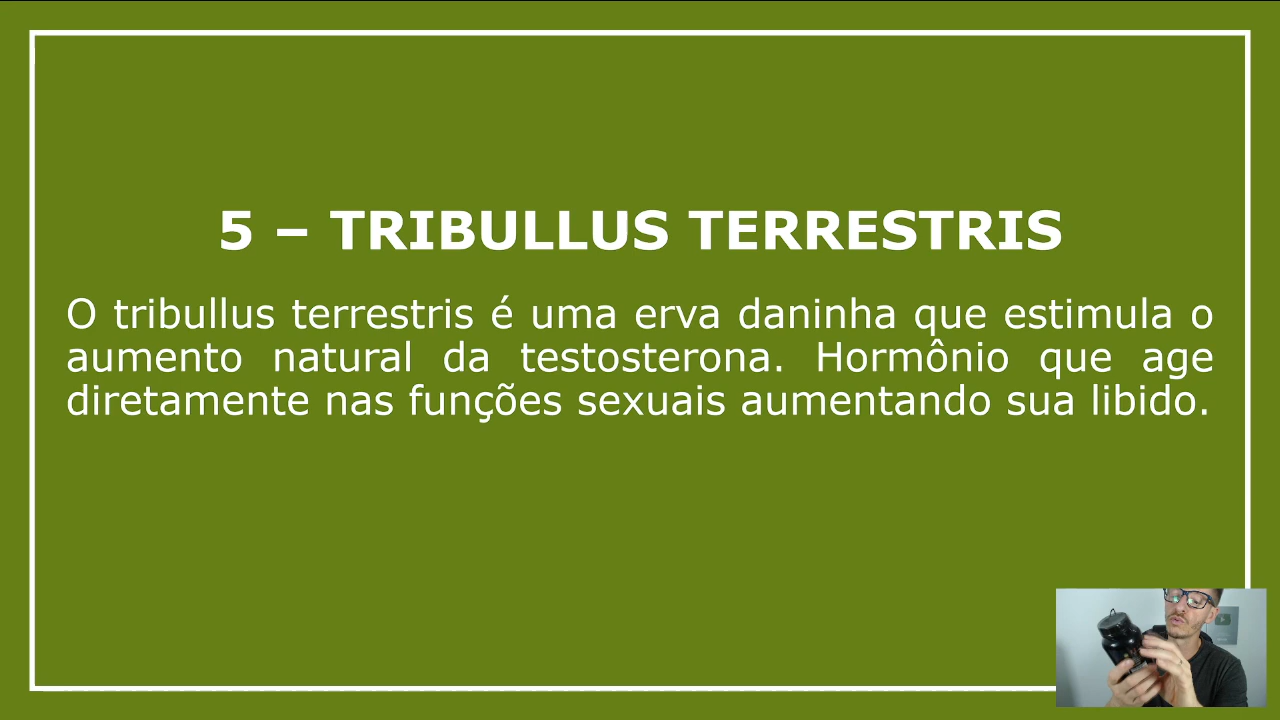 5 – TRIBULLUS TERRESTRIS
O tribullus terrestris é uma erva daninha que estimula o
aumento natural da testosterona. Hormônio que age
diretamente nas funções sexuais aumentando sua libido.